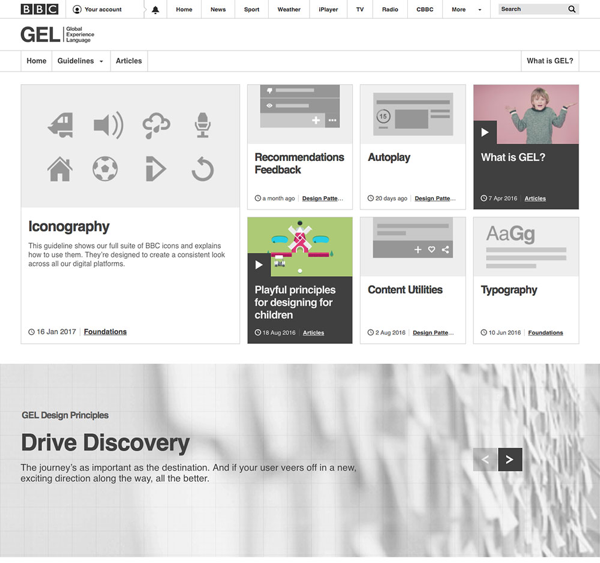 BBC Your account News Sport Weather iPlayer TV Radio CBBC More Search
GEL Global
Experience
Language
Home Guidelines Articles What is GEL?
15
AaGg
Iconography
This guideline shows our full suite of BBC icons and explains
how to use them. They're designed to create a consistent look
across all our digital platforms.
16 Jan 2017 Foundations
Recommendations
Feedback
a month ago Design Patte...
Autoplay
20 days ago Design Patte...
What is GEL?
7 Apr 2016 Articles
Playful principles
for designing for
children
18 Aug 2016 Articles
Content Utilities
2 Aug 2016 Design Patte...
Typography
10 Jun 2016 Foundations
GEL Design Principles
Drive Discovery
The journey's as important as the destination. And if your user veers off in a new,
exciting direction along the way, all the better.